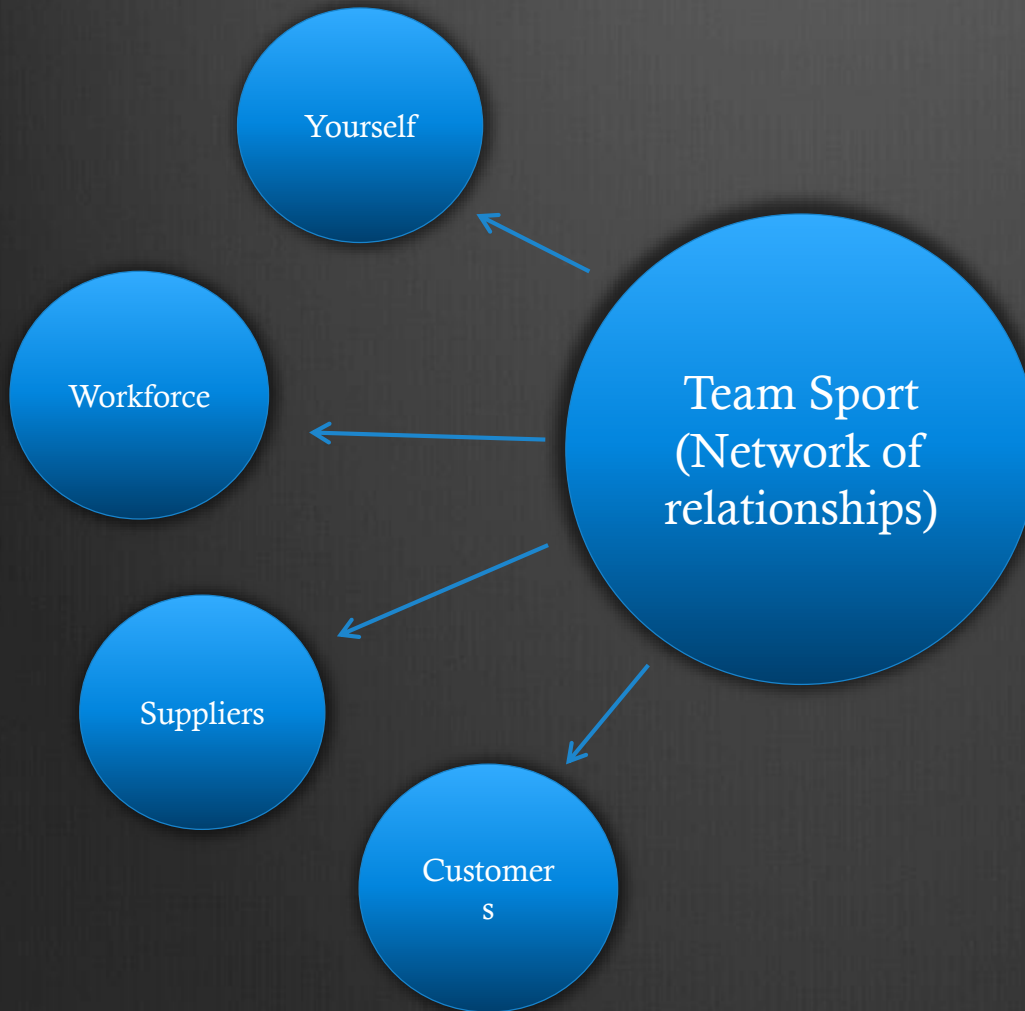 Yourself
Workforce
Team Sport
(Network of
relationships)
Suppliers
Customer
s